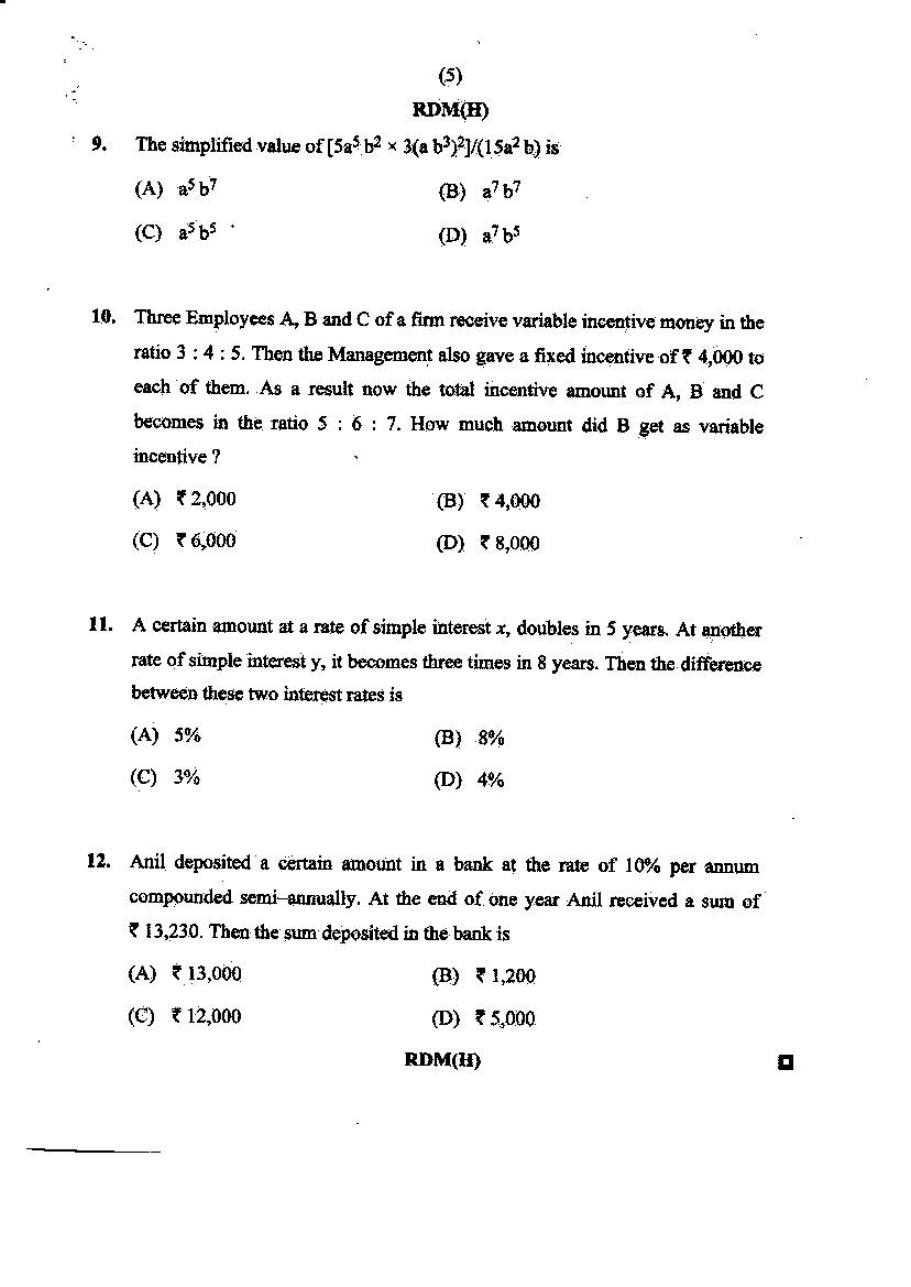 (5)
RDM(H)
9. The simplified value of [5a⁵ b² × 3(a b³)²]/(15a² b) is
(A) a⁵ b⁷ (B) a⁷ b⁷
(C) a⁵ b⁵ (D) a⁷ b⁵
10. Three Employees A, B and C of a firm receive variable incentive money in the
ratio 3 : 4 : 5. Then the Management also gave a fixed incentive of ₹ 4,000 to
each of them. As a result now the total incentive amount of A, B and C
becomes in the ratio 5 : 6 : 7. How much amount did B get as variable
incentive ?
(A) ₹ 2,000 (B) ₹ 4,000
(C) ₹ 6,000 (D) ₹ 8,000
11. A certain amount at a rate of simple interest x, doubles in 5 years. At another
rate of simple interest y, it becomes three times in 8 years. Then the difference
between these two interest rates is
(A) 5% (B) 8%
(C) 3% (D) 4%
12. Anil deposited a certain amount in a bank at the rate of 10% per annum
compounded semi–annually. At the end of one year Anil received a sum of
₹ 13,230. Then the sum deposited in the bank is
(A) ₹ 13,000 (B) ₹ 1,200
(C) ₹ 12,000 (D) ₹ 5,000
RDM(H)